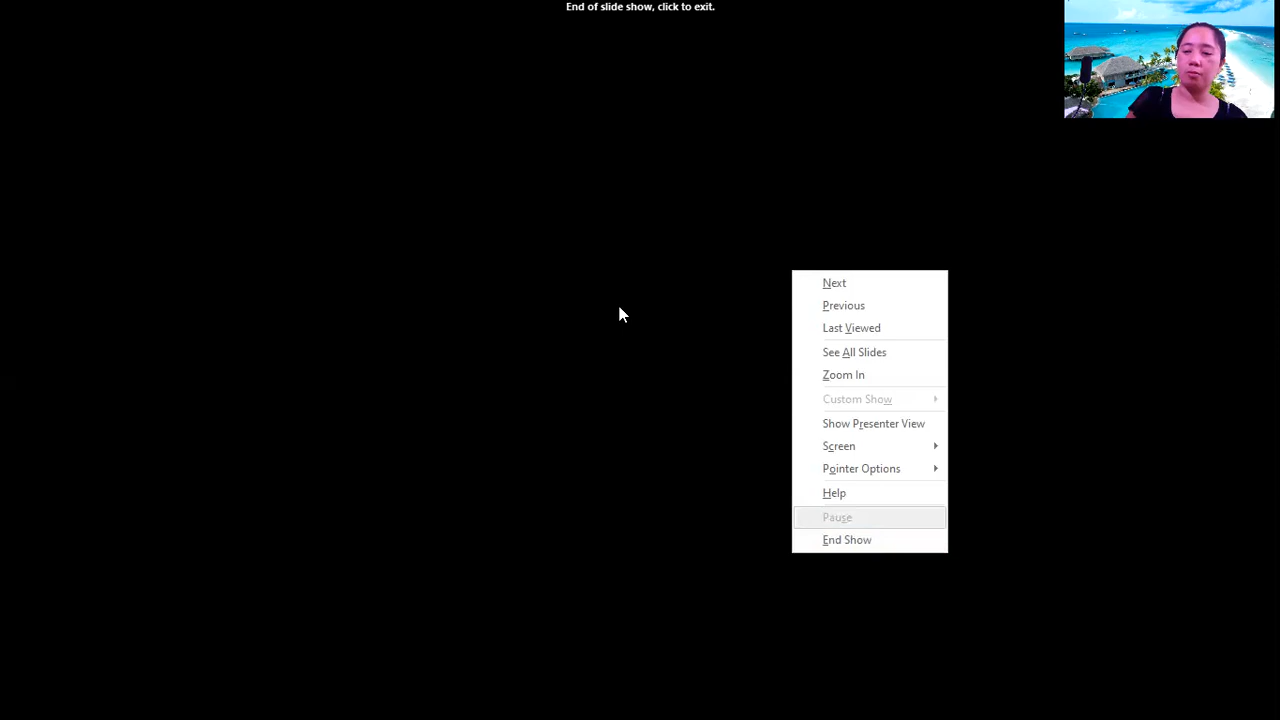 End of slide show, click to exit.
Next
Previous
Last Viewed
See All Slides
Zoom In
Custom Show
Show Presenter View
Screen
Pointer Options
Help
Pause
End Show